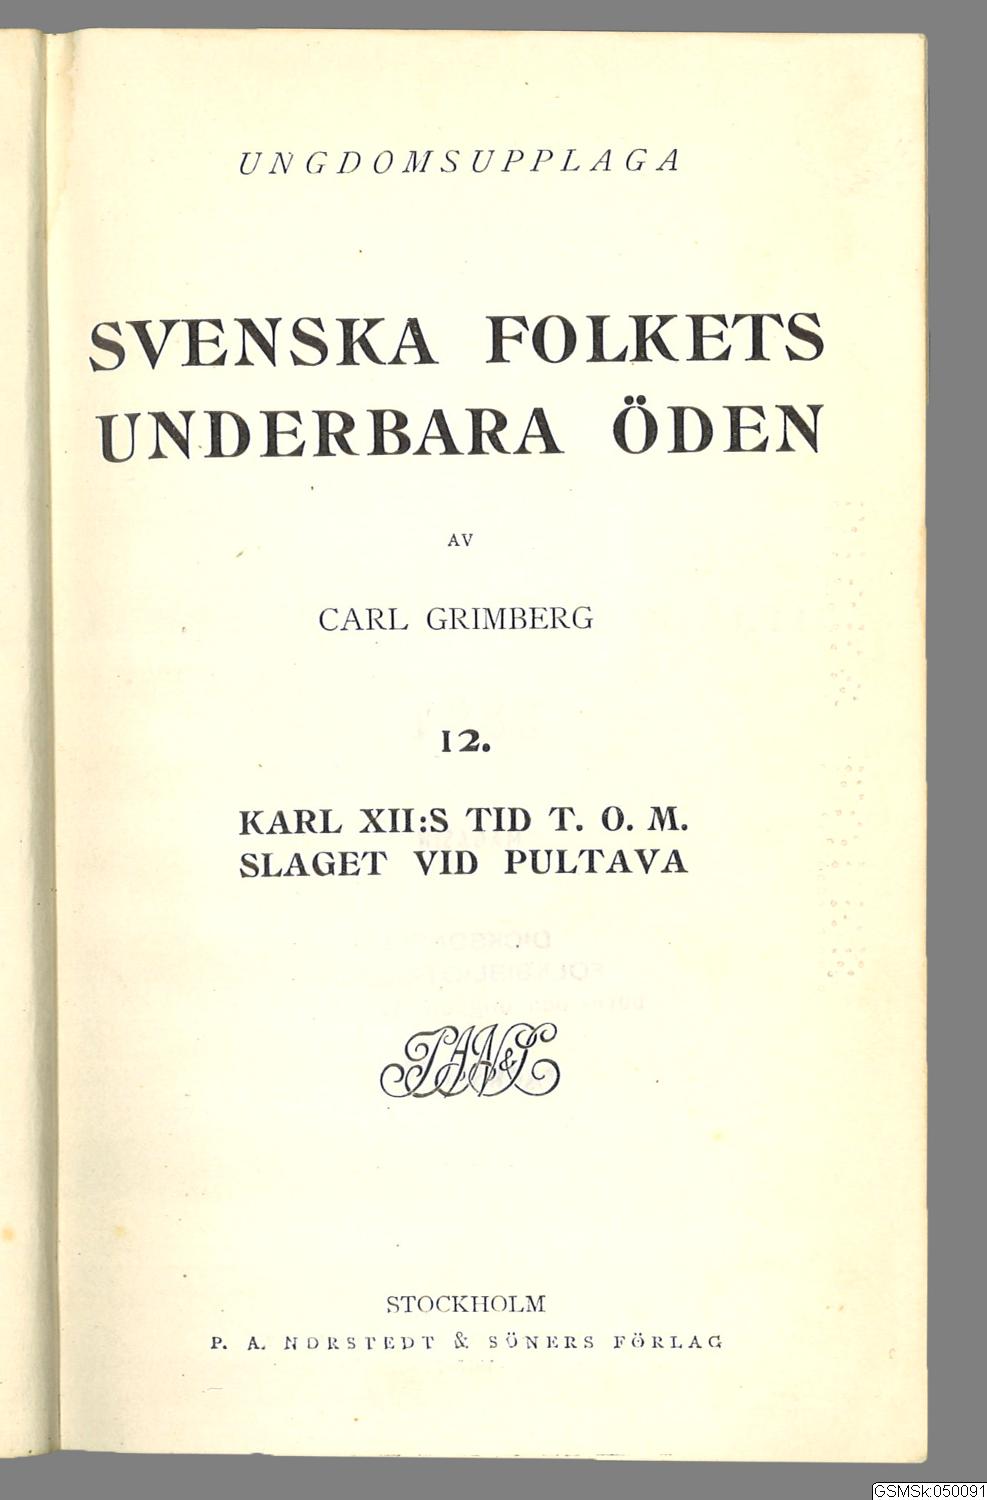 UNGDOMSUPPLAGA
SVENSKA FOLKETS
UNDERBARA ÖDEN
AV
CARL GRIMBERG
12.
KARL XII:S TID T. O. M.
SLAGET VID PULTAVA
P A N & S
STOCKHOLM
P. A. NORSTEDT & SÖNERS FÖRLAG
GSMSk:050091